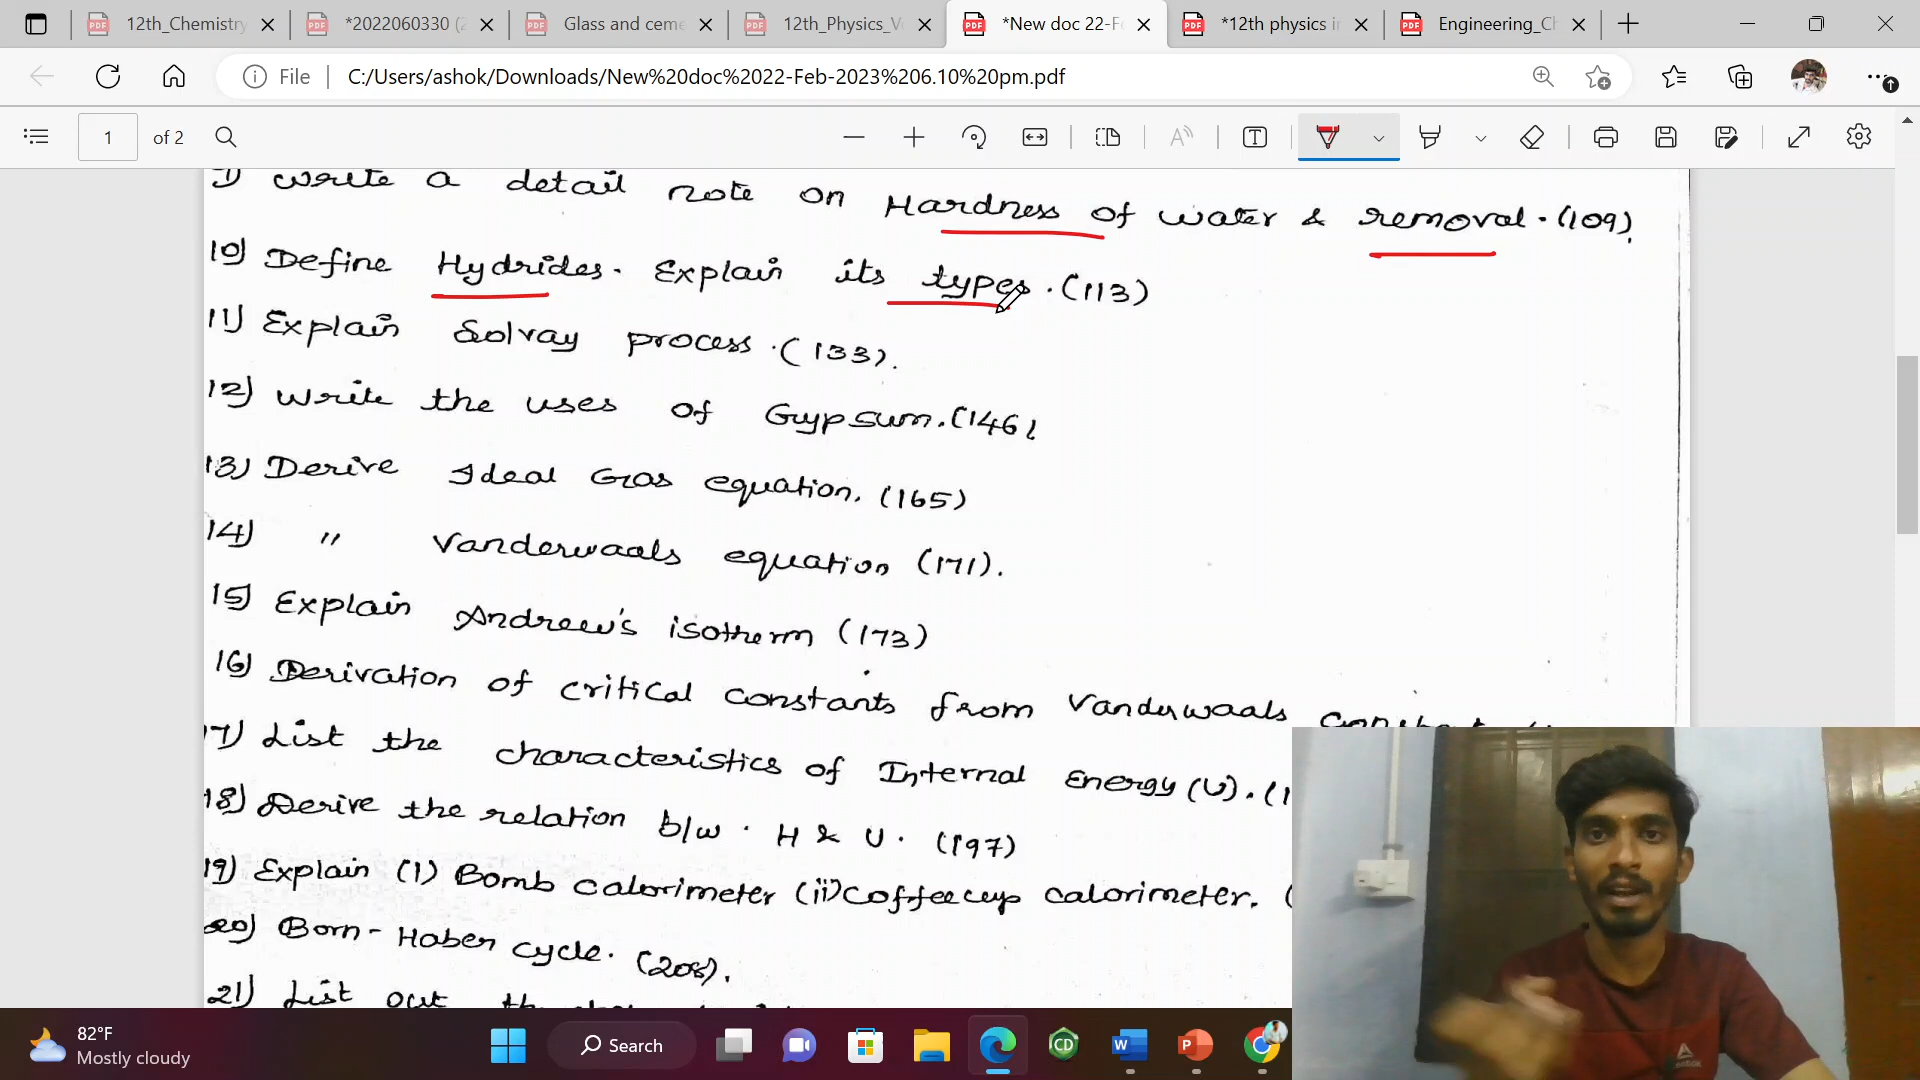 12th_Chemistry
*2022060330 (2
Glass and ceme
12th_Physics_Vo
*New doc 22-F
*12th physics i
Engineering_Ch
File
C:/Users/ashok/Downloads/New%20doc%2022-Feb-2023%206.10%20pm.pdf
1 of 2
write a detail note on Hardness of water & removal. (109).
10) Define Hydrides. Explain its types. (113)
11) Explain Solvay process. (133).
12) Write the uses of Gypsum. (146)
13) Derive Ideal Gas equation. (165)
14) " Vanderwaals equation (171).
15) Explain Andrew's isotherm (173)
16) Derivation of critical constants from Vanderwaals
17) List the characteristics of Internal Energy (U).
18) Derive the relation b/w . H & U. (197)
19) Explain (i) Bomb calorimeter (ii) Coffeecup calorimeter. (
20) Born-Haber cycle. (208).
21) List out
82°F
Mostly cloudy
Search